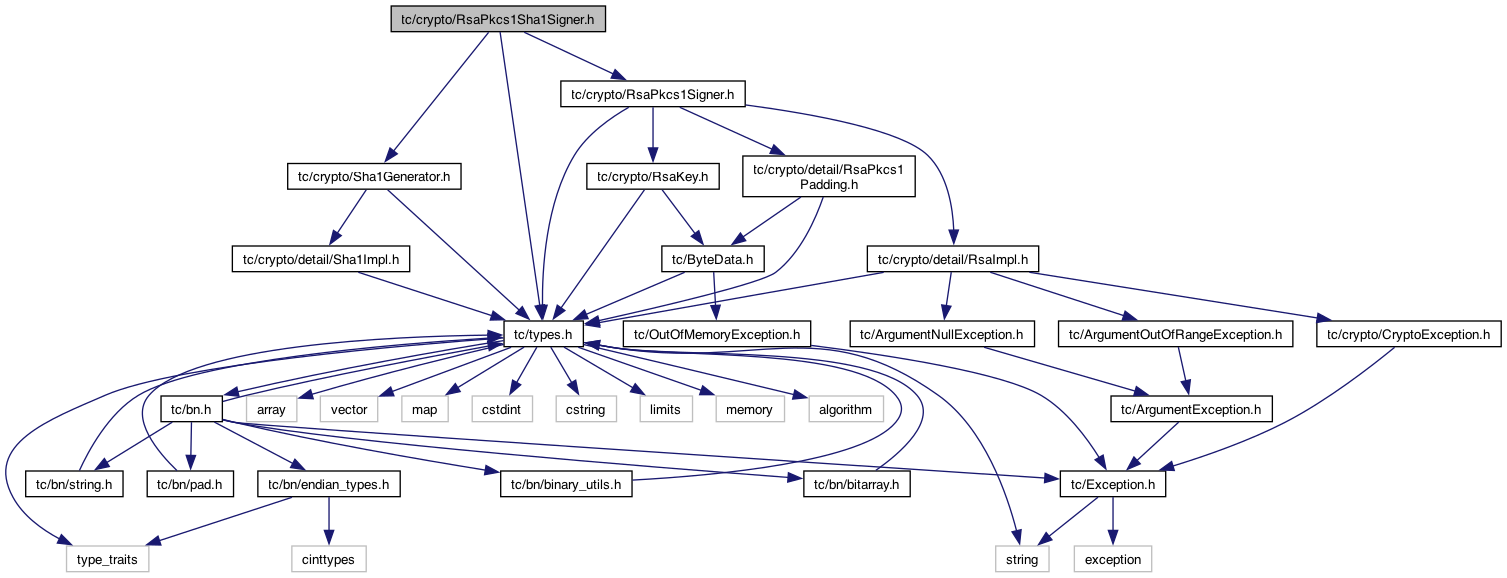 tc/crypto/RsaPkcs1Sha1Signer.h
tc/crypto/RsaPkcs1Signer.h
tc/crypto/Sha1Generator.h
tc/crypto/RsaKey.h
tc/crypto/detail/RsaPkcs1
Padding.h
tc/crypto/detail/Sha1Impl.h
tc/ByteData.h
tc/crypto/detail/RsaImpl.h
tc/types.h
tc/OutOfMemoryException.h
tc/ArgumentNullException.h
tc/ArgumentOutOfRangeException.h
tc/crypto/CryptoException.h
tc/bn.h
array
vector
map
cstdint
cstring
limits
memory
algorithm
tc/ArgumentException.h
tc/bn/string.h
tc/bn/pad.h
tc/bn/endian_types.h
tc/bn/binary_utils.h
tc/bn/bitarray.h
tc/Exception.h
type_traits
cinttypes
string
exception